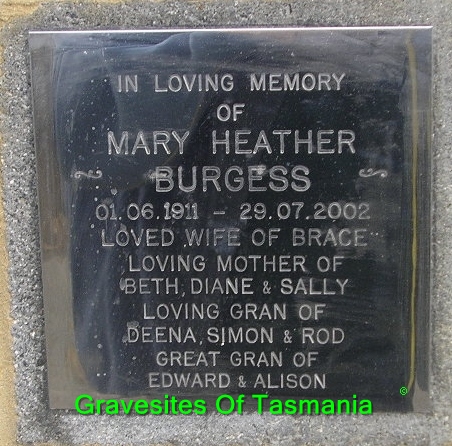 IN LOVING MEMORY
OF
MARY HEATHER
BURGESS
01.06.1911 - 29.07.2002
LOVED WIFE OF BRACE
LOVING MOTHER OF
BETH, DIANE & SALLY
LOVING GRAN OF
DEENA, SIMON & ROD
GREAT GRAN OF
EDWARD & ALISON
©
Gravesites Of Tasmania